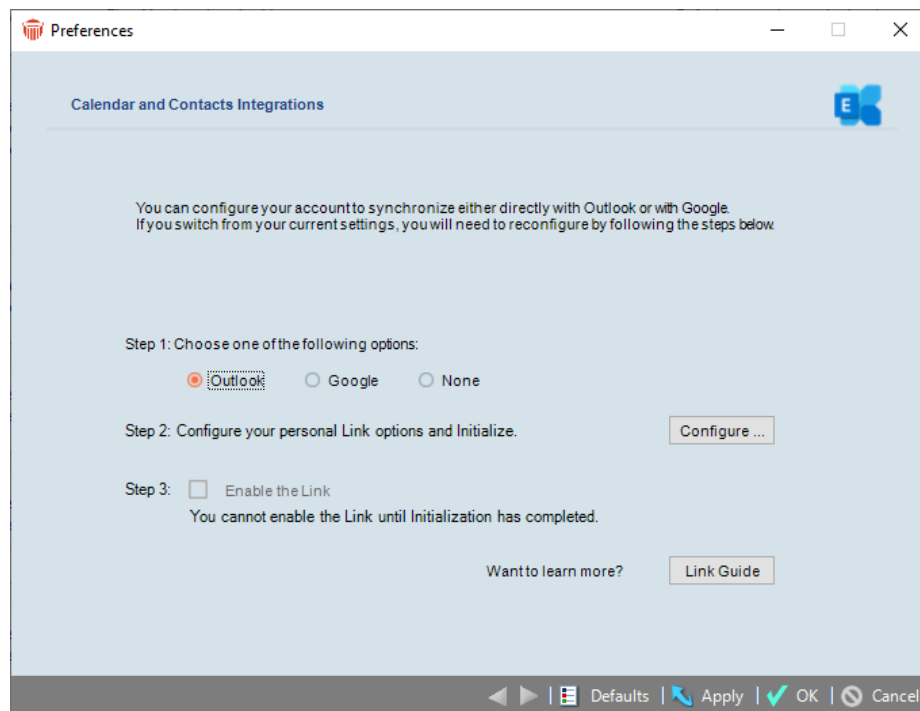 Preferences
Calendar and Contacts Integrations
E
You can configure your account to synchronize either directly with Outlook or with Google.
If you switch from your current settings, you will need to reconfigure by following the steps below.
Step 1: Choose one of the following options:
Outlook Google None
Step 2: Configure your personal Link options and Initialize. Configure ...
Step 3: Enable the Link
You cannot enable the Link until Initialization has completed.
Want to learn more? Link Guide
Defaults Apply OK Cancel